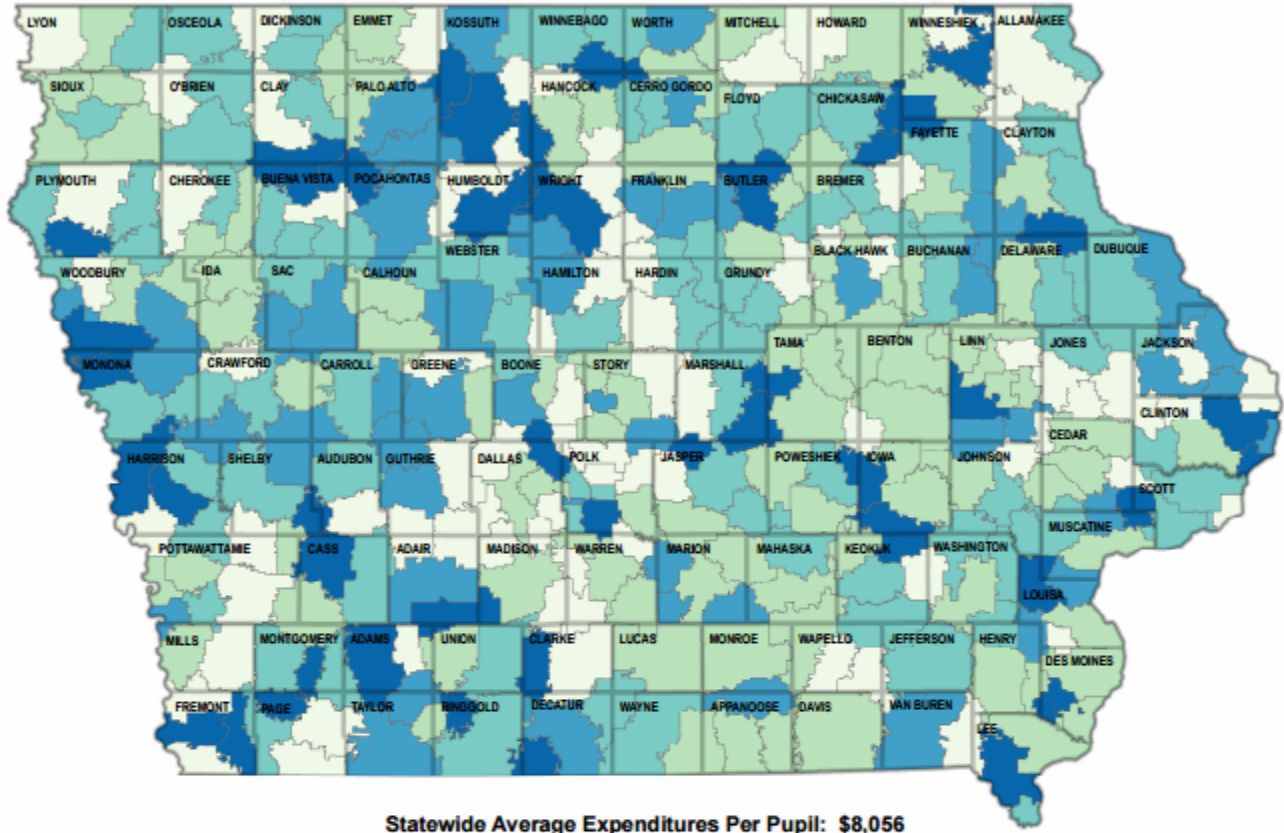 LYON OSCEOLA DICKINSON EMMET KOSSUTH WINNEBAGO WORTH MITCHELL HOWARD WINNESHIEK ALLAMAKEE
SIOUX O'BRIEN CLAY PALO ALTO HANCOCK CERRO GORDO FLOYD CHICKASAW
FAYETTE CLAYTON
PLYMOUTH CHEROKEE BUENA VISTA POCAHONTAS HUMBOLDT WRIGHT FRANKLIN BUTLER BREMER
WEBSTER BLACK HAWK BUCHANAN DELAWARE DUBUQUE
WOODBURY IDA SAC CALHOUN HAMILTON HARDIN GRUNDY
TAMA BENTON LINN JONES JACKSON
MONONA CRAWFORD CARROLL GREENE BOONE STORY MARSHALL
CLINTON
CEDAR
HARRISON SHELBY AUDUBON GUTHRIE DALLAS POLK JASPER POWESHIEK IOWA JOHNSON
SCOTT
MUSCATINE
POTTAWATTAMIE CASS ADAIR MADISON WARREN MARION MAHASKA KEOKUK WASHINGTON
LOUISA
MILLS MONTGOMERY ADAMS UNION CLARKE LUCAS MONROE WAPELLO JEFFERSON HENRY
DES MOINES
FREMONT PAGE TAYLOR RINGGOLD DECATUR WAYNE APPANOOSE DAVIS VAN BUREN
LEE
Statewide Average Expenditures Per Pupil: $8,056